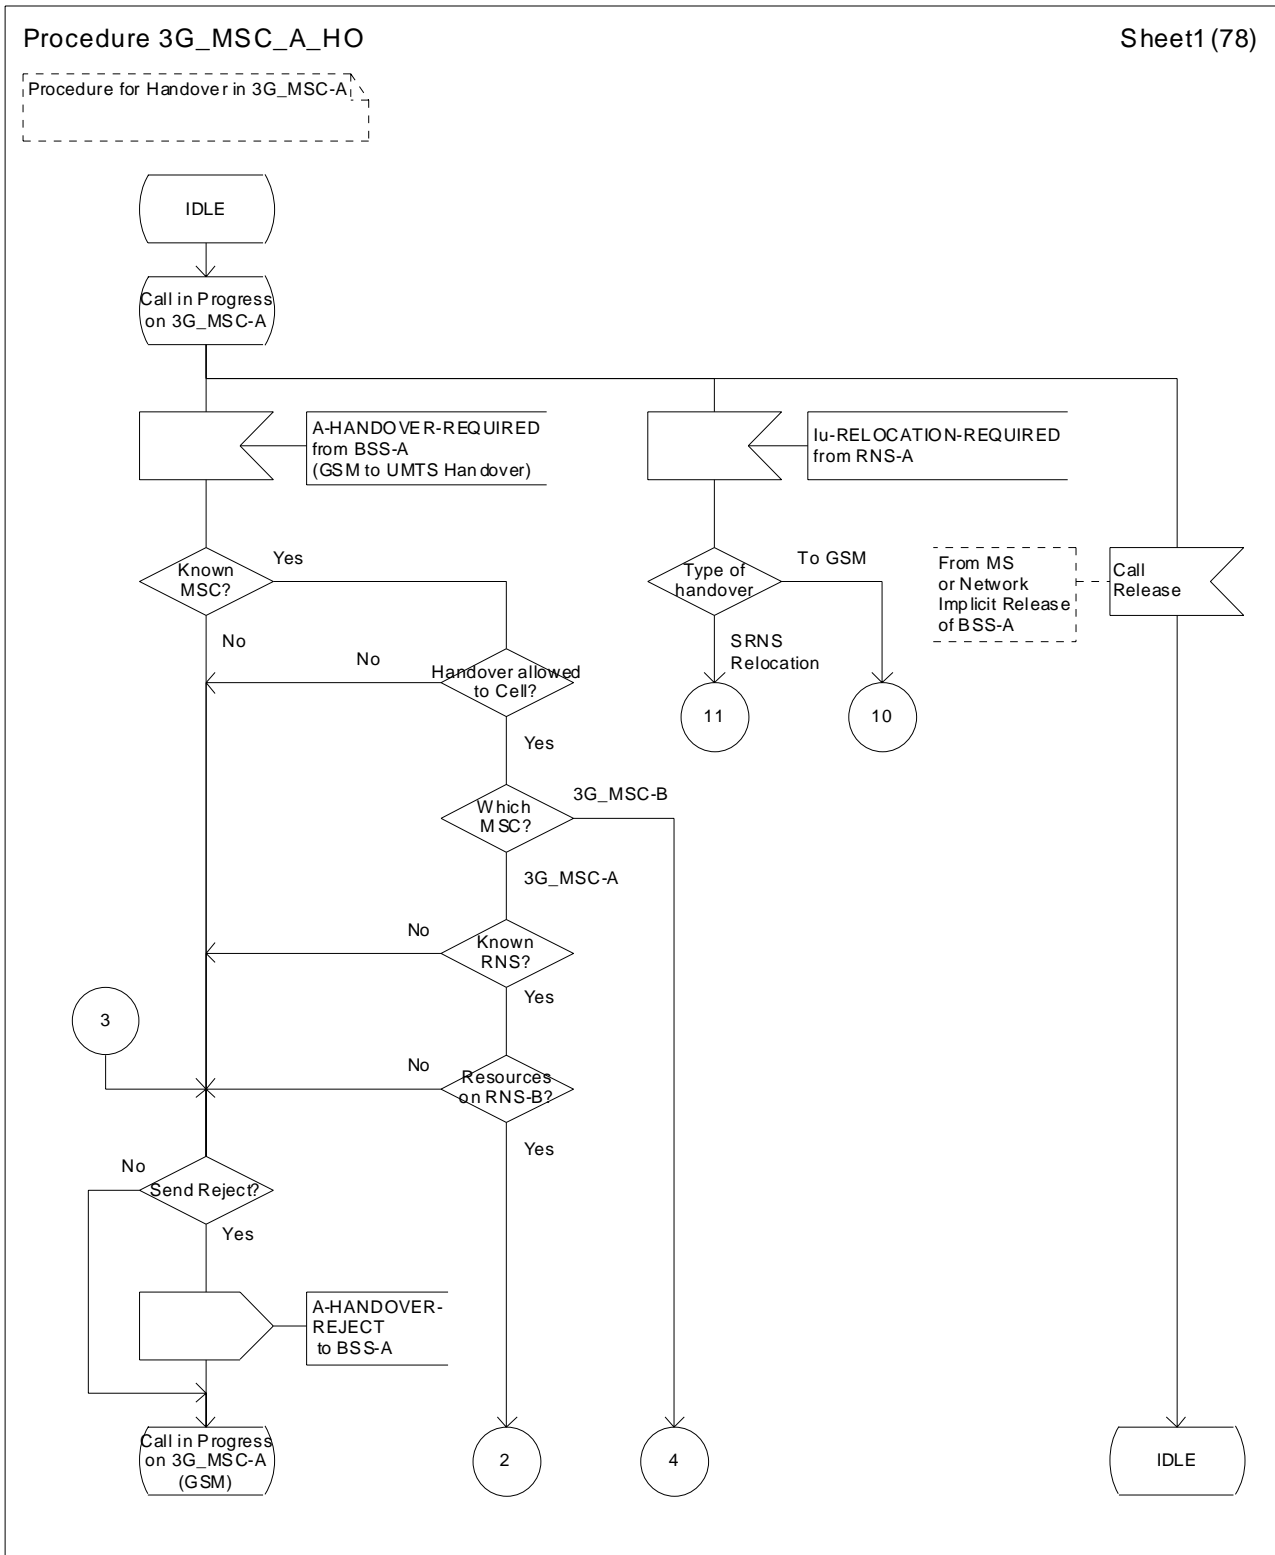 Procedure 3G_MSC_A_HO
Sheet1 (78)
Procedure for Handover in 3G_MSC-A
IDLE
Call in Progress
on 3G_MSC-A
A-HANDOVER-REQUIRED
from BSS-A
(GSM to UMTS Handover)
Iu-RELOCATION-REQUIRED
from RNS-A
Known
MSC?
Yes
No
Type of
handover
To GSM
SRNS
Relocation
From MS
or Network
Implicit Release
of BSS-A
Call
Release
No
Handover allowed
to Cell?
Yes
11
10
Which
MSC?
3G_MSC-B
3G_MSC-A
No
Known
RNS?
Yes
3
No
Resources
on RNS-B?
Yes
No
Send Reject?
Yes
A-HANDOVER-
REJECT
to BSS-A
Call in Progress
on 3G_MSC-A
(GSM)
2
4
IDLE